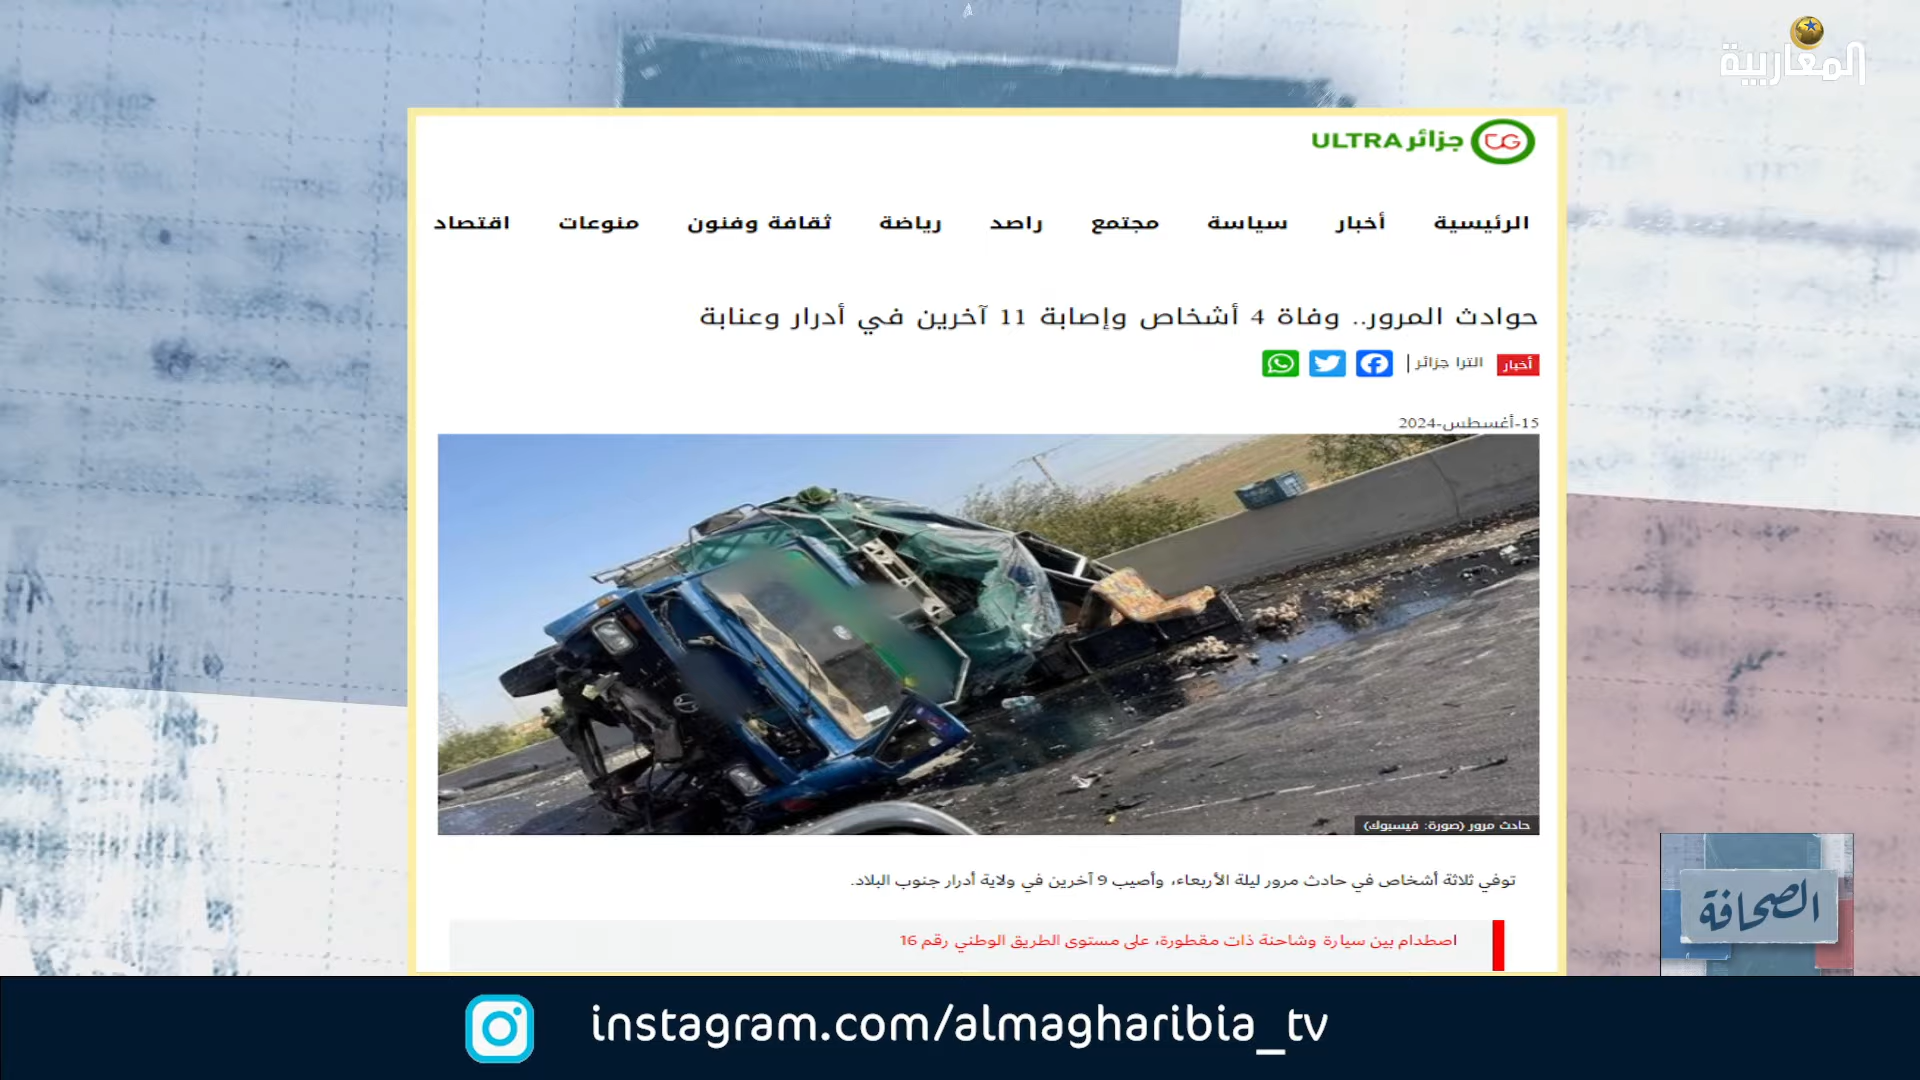 المغاربية
جزائر ULTRA
الرئيسية أخبار سياسة مجتمع راصد رياضة ثقافة وفنون منوعات اقتصاد
حوادث المرور.. وفاة 4 أشخاص وإصابة 11 آخرين في أدرار وعنابة
أخبار الترا جزائر |
15-أغسطس-2024
حادث مرور (صورة: فيسبوك)
توفي ثلاثة أشخاص في حادث مرور ليلة الأربعاء، وأصيب 9 آخرين في ولاية أدرار جنوب البلاد.
اصطدام بين سيارة وشاحنة ذات مقطورة، على مستوى الطريق الوطني رقم 16
الصحافة
instagram.com/almagharibia_tv